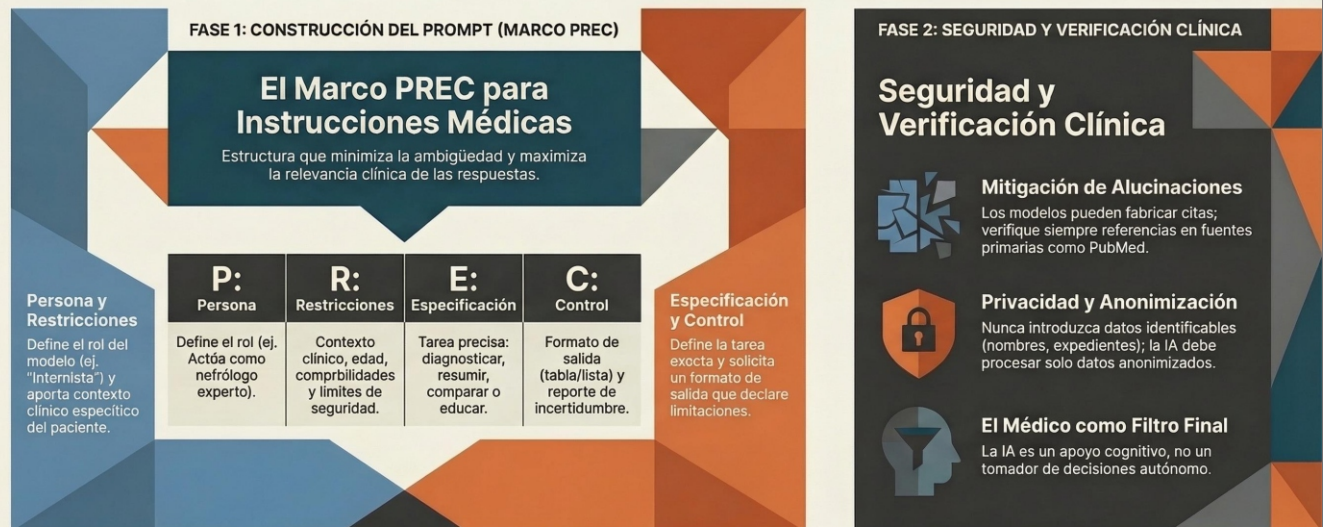 FASE 1: CONSTRUCCIÓN DEL PROMPT (MARCO PREC)
El Marco PREC para
Instrucciones Médicas
Estructura que minimiza la ambigüedad y maximiza
la relevancia clínica de las respuestas.
Persona y
Restricciones
Define el rol del
modelo (ej.
"Internista") y
aporta contexto
clínico específico
del paciente.
P:
Persona
Define el rol (ej.
Actóa como
nefrólogo
experto).
R:
Restricciones
Contexto
clínico, edad,
comprbilidades
y límites de
seguridad.
E:
Especificación
Tarea precisa:
diagnosticar,
resumir,
comparar o
educar.
C:
Control
Formato de
salida
(tabla/lista) y
reporte de
incertidumbre.
Especificación
y Control
Define la tarea
exocta y solicita
un formato de
salida que declare
limitaciones.
FASE 2: SEGURIDAD Y VERIFICACIÓN CLÍNICA
Seguridad y
Verificación Clínica
Mitigación de Alucinaciones
Los modelos pueden fabricar citas;
verifique siempre referencias en fuentes
primarias como PubMed.
Privacidad y Anonimización
Nunca introduzca datos identificables
(nombres, expedientes); la IA debe
procesar solo datos anonimizados.
El Médico como Filtro Final
La IA es un apoyo cognitivo, no un
tomador de decisiones autónomo.